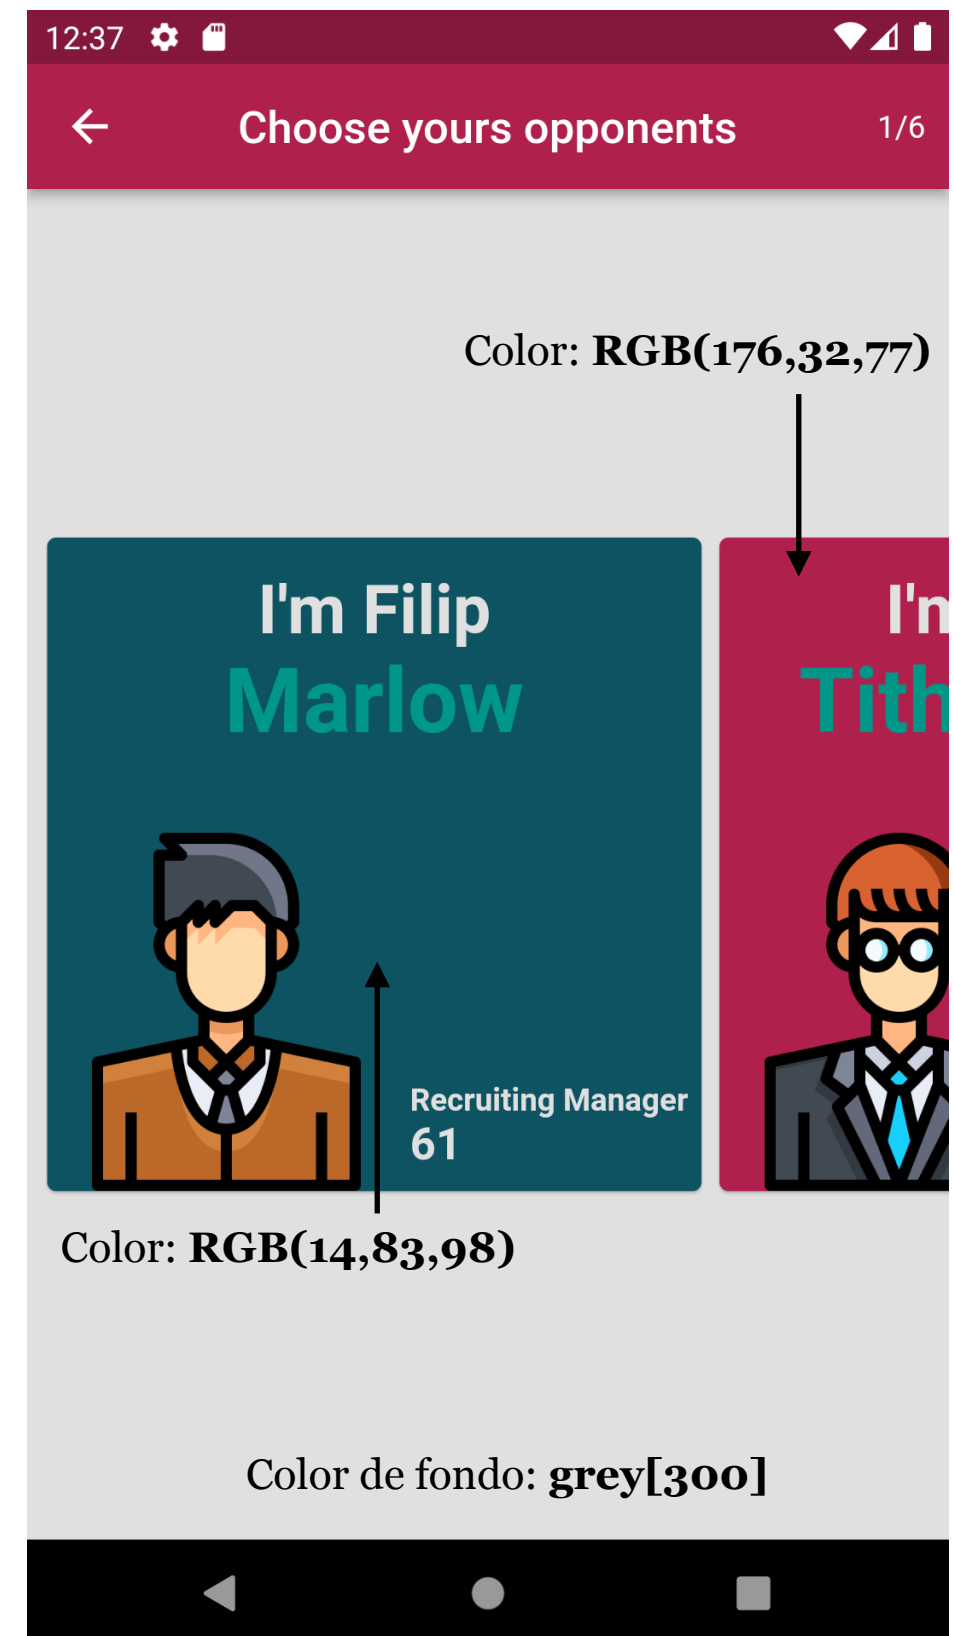 12:37
Choose yours opponents 1/6
Color: RGB(176,32,77)
I'm Filip
Marlow
I'm
Tith
Recruiting Manager
61
Color: RGB(14,83,98)
Color de fondo: grey[300]